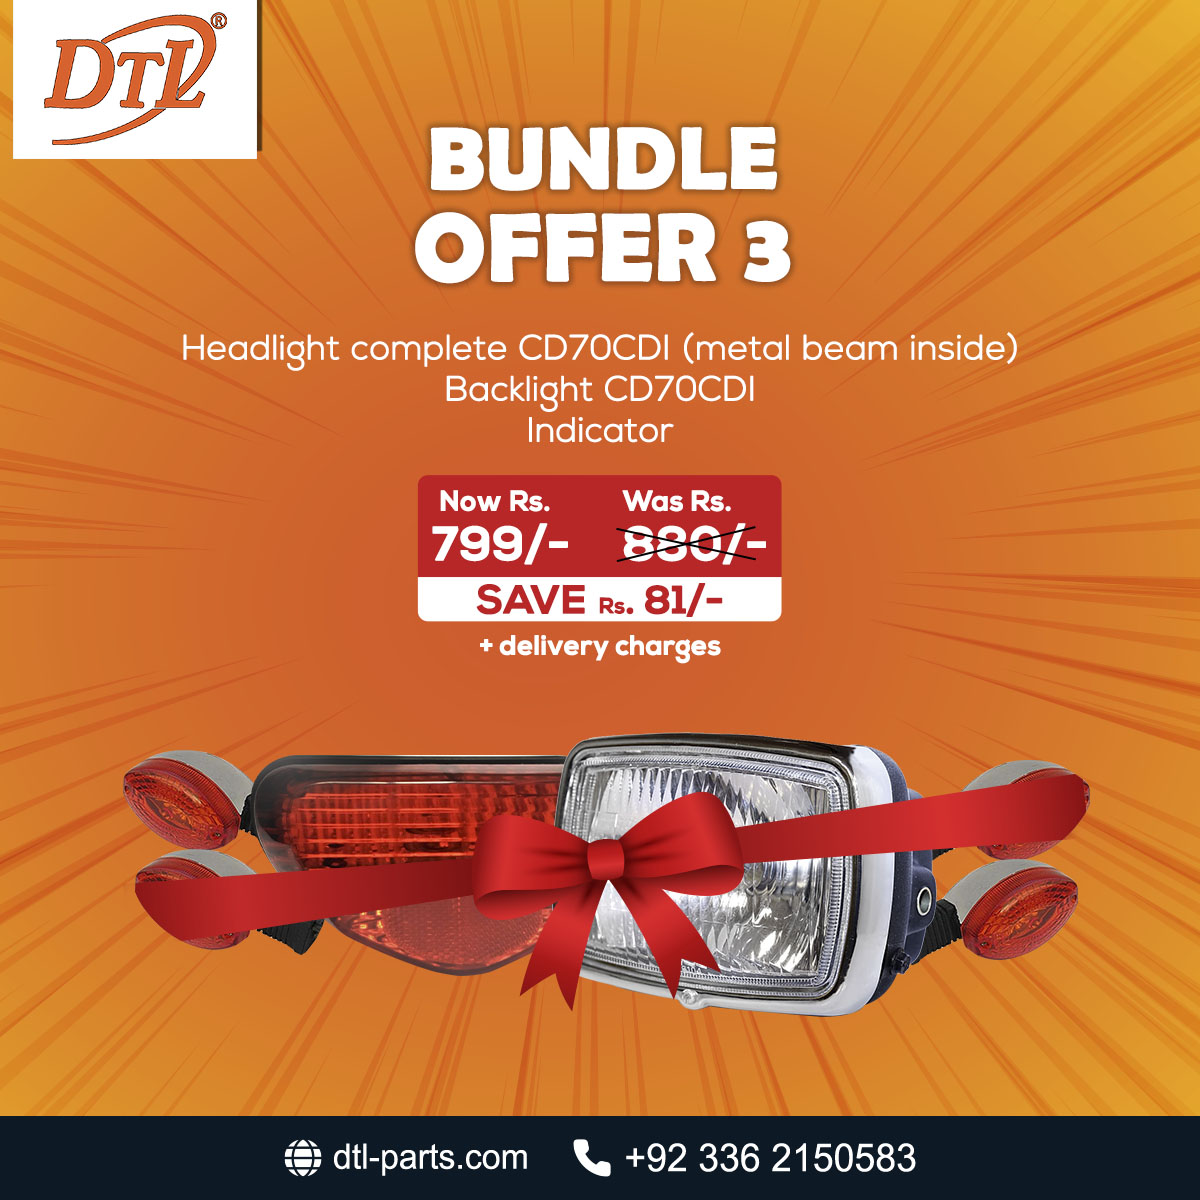 DTL®
BUNDLE
OFFER 3
Headlight complete CD70CDI (metal beam inside)
Backlight CD70CDI
Indicator
Now Rs. Was Rs.
799/- 880/-
SAVE Rs. 81/-
+ delivery charges
dtl-parts.com +92 336 2150583